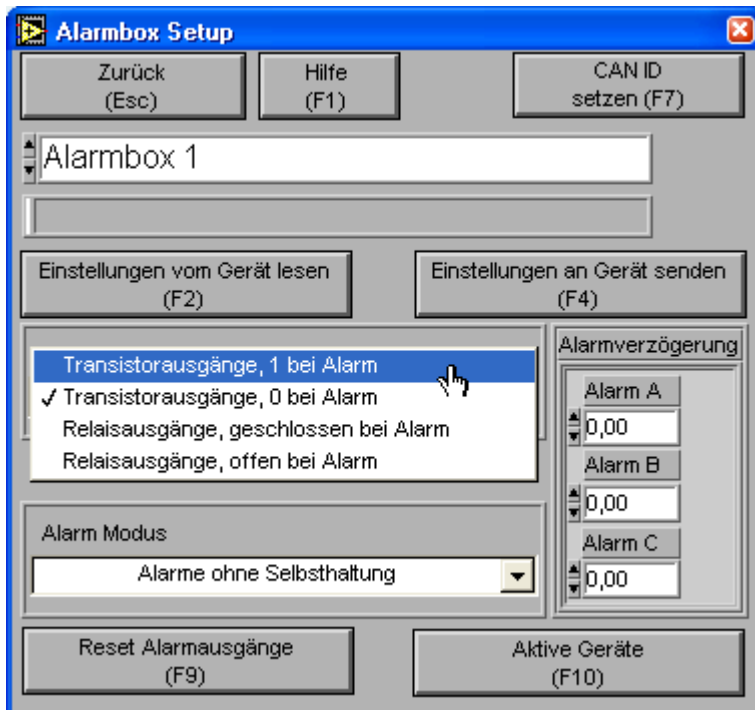 Alarmbox Setup
Zurück
(Esc)
Hilfe
(F1)
CAN ID
setzen (F7)
Alarmbox 1
Einstellungen vom Gerät lesen
(F2)
Einstellungen an Gerät senden
(F4)
Transistorausgänge, 1 bei Alarm
✓ Transistorausgänge, 0 bei Alarm
Relaisausgänge, geschlossen bei Alarm
Relaisausgänge, offen bei Alarm
Alarmverzögerung
Alarm A
0,00
Alarm B
0,00
Alarm C
0,00
Alarm Modus
Alarme ohne Selbsthaltung
Reset Alarmausgänge
(F9)
Aktive Geräte
(F10)